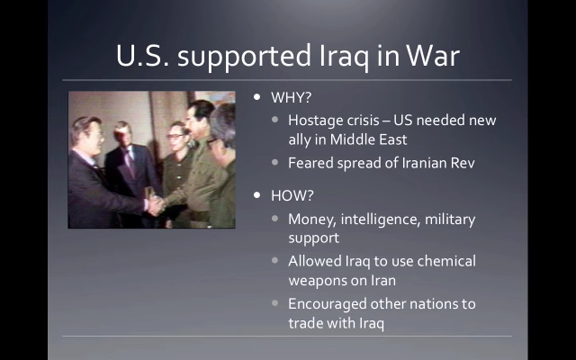 U.S. supported Iraq in War
WHY?
Hostage crisis – US needed new
ally in Middle East
Feared spread of Iranian Rev
HOW?
Money, intelligence, military
support
Allowed Iraq to use chemical
weapons on Iran
Encouraged other nations to
trade with Iraq